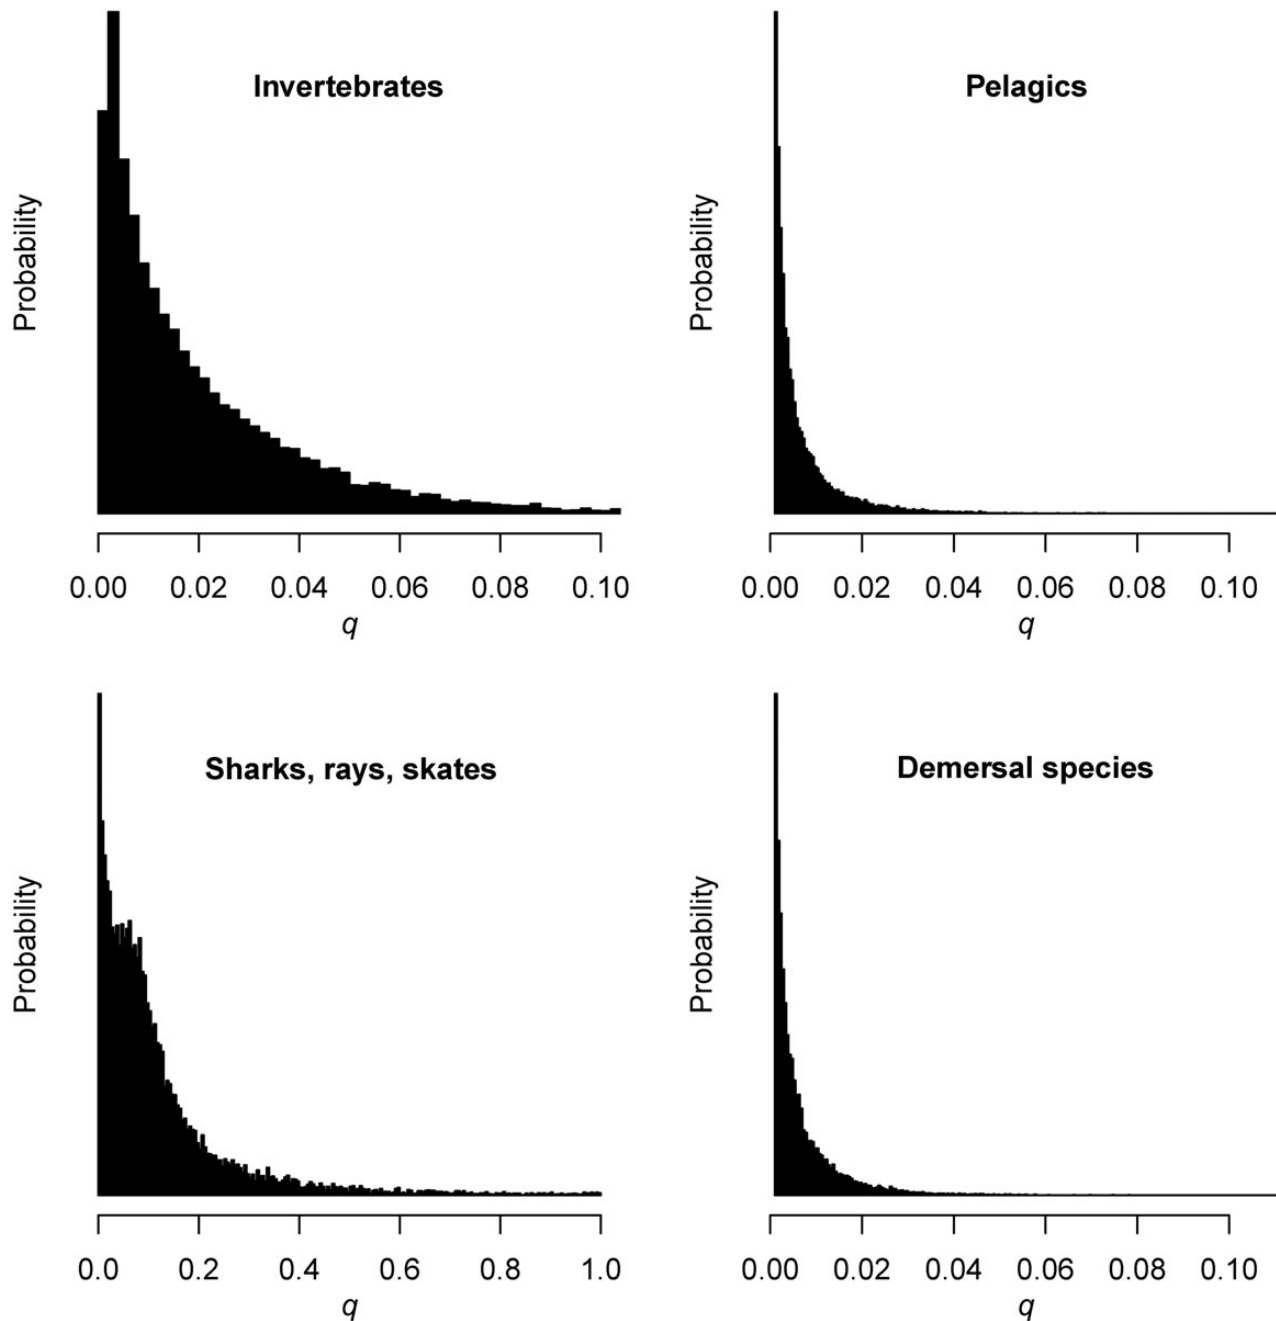 Invertebrates
Probability
0.00 0.02 0.04 0.06 0.08 0.10
q
Pelagics
Probability
0.00 0.02 0.04 0.06 0.08 0.10
q
Sharks, rays, skates
Probability
0.0 0.2 0.4 0.6 0.8 1.0
q
Demersal species
Probability
0.00 0.02 0.04 0.06 0.08 0.10
q